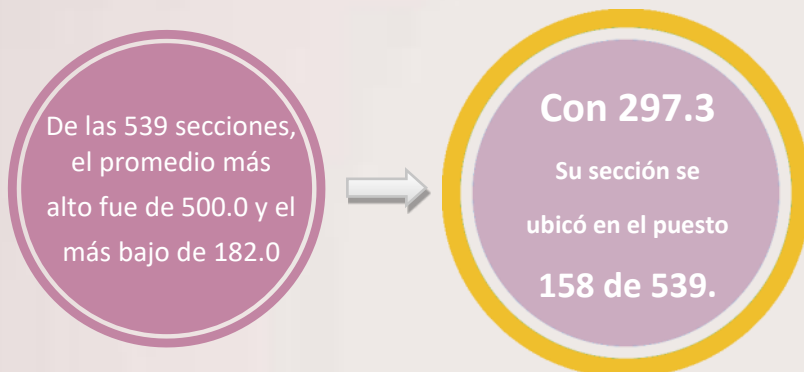 De las 539 secciones,
el promedio más
alto fue de 500.0 y el
más bajo de 182.0
Con 297.3
Su sección se
ubicó en el puesto
158 de 539.